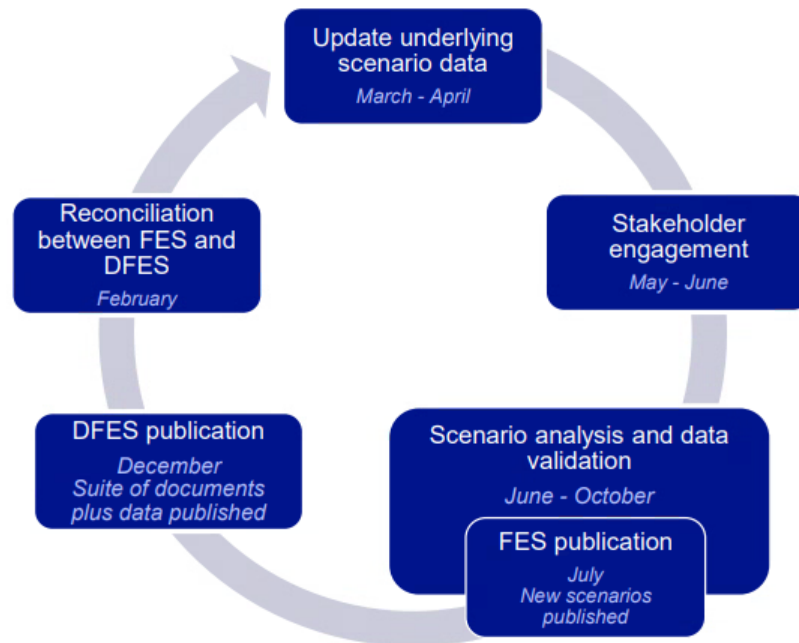 Update underlying
scenario data
March - April
Stakeholder
engagement
May - June
Scenario analysis and data
validation
June - October
FES publication
July
New scenarios
published
DFES publication
December
Suite of documents
plus data published
Reconciliation
between FES and
DFES
February